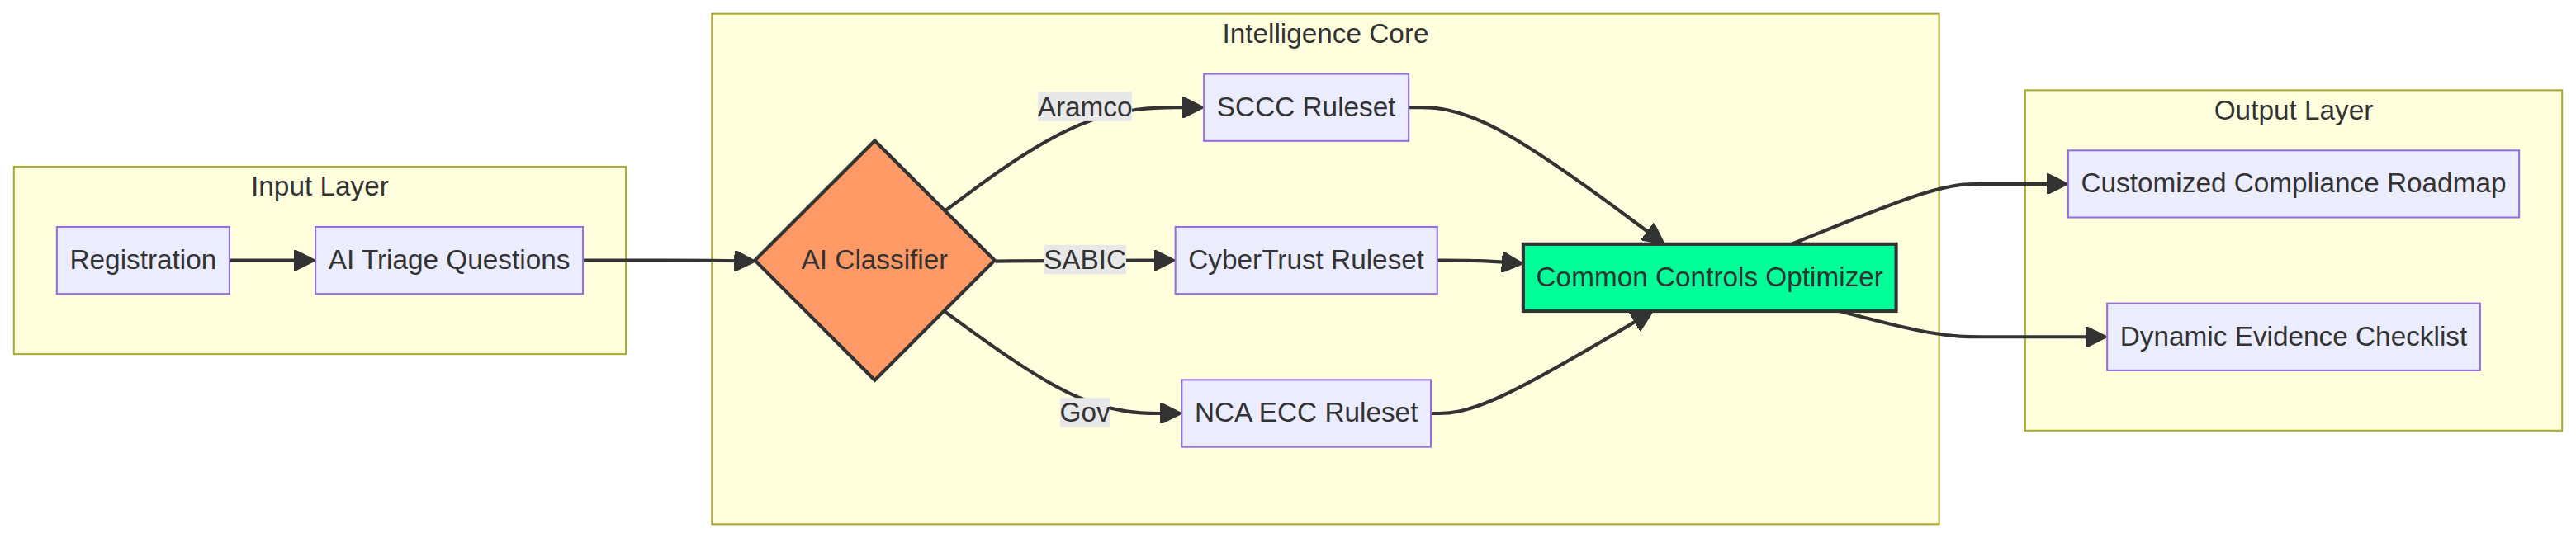 Input Layer
Registration
AI Triage Questions
Intelligence Core
AI Classifier
Aramco
SABIC
Gov
SCCC Ruleset
CyberTrust Ruleset
NCA ECC Ruleset
Common Controls Optimizer
Output Layer
Customized Compliance Roadmap
Dynamic Evidence Checklist